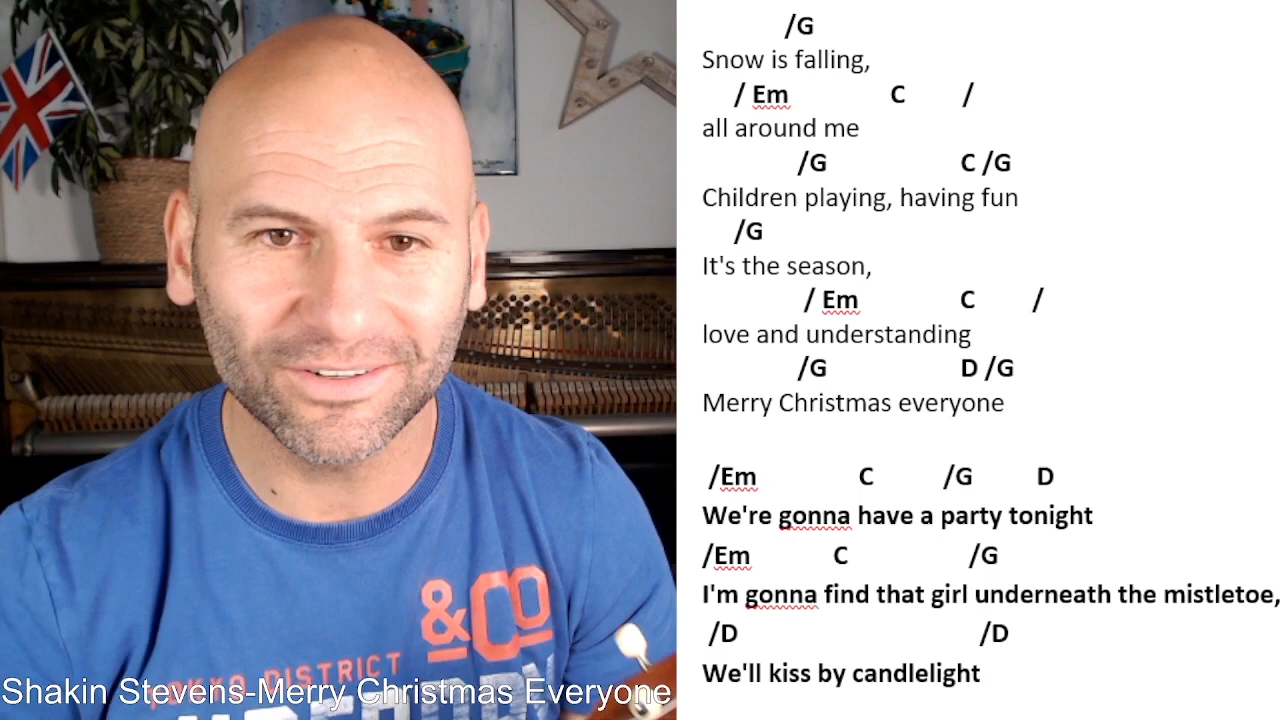 /G
Snow is falling,
/ Em C /
all around me
/G C /G
Children playing, having fun
/G
It's the season,
/ Em C /
love and understanding
/G D /G
Merry Christmas everyone
/Em C /G D
We're gonna have a party tonight
/Em C /G
I'm gonna find that girl underneath the mistletoe,
/D /D
We'll kiss by candlelight
&CO
DISTRICT
Shakin Stevens-Merry Christmas Everyone